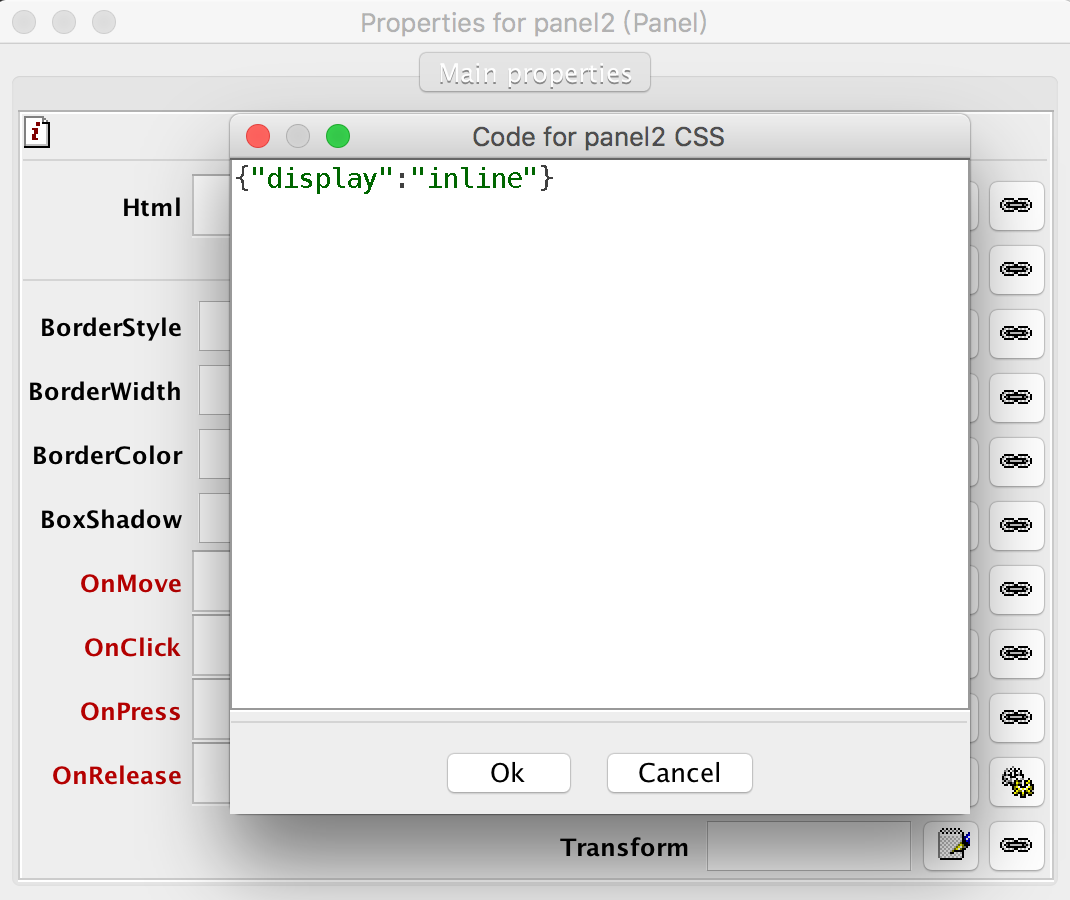 Properties for panel2 (Panel)
Main properties
i
Code for panel2 CSS
{"display":"inline"}
Html
BorderStyle
BorderWidth
BorderColor
BoxShadow
OnMove
OnClick
OnPress
OnRelease
Ok Cancel
Transform